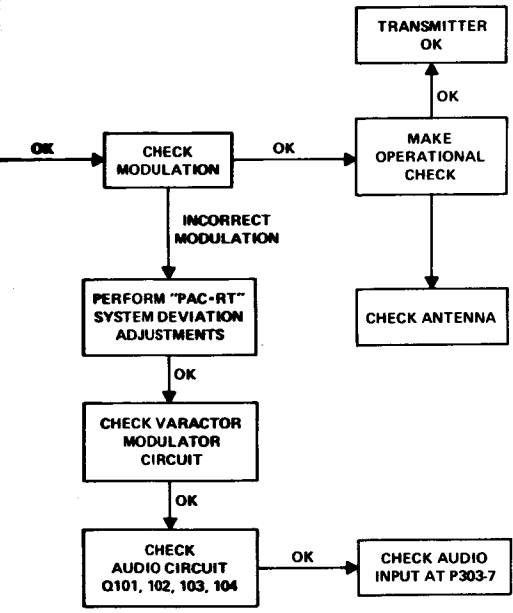 TRANSMITTER
OK
OK
OK
CHECK
MODULATION
OK
MAKE
OPERATIONAL
CHECK
INCORRECT
MODULATION
PERFORM "PAC•RT"
SYSTEM DEVIATION
ADJUSTMENTS
CHECK ANTENNA
OK
CHECK VARACTOR
MODULATOR
CIRCUIT
OK
CHECK
AUDIO CIRCUIT
Q101, 102, 103, 104
OK
CHECK AUDIO
INPUT AT P303-7